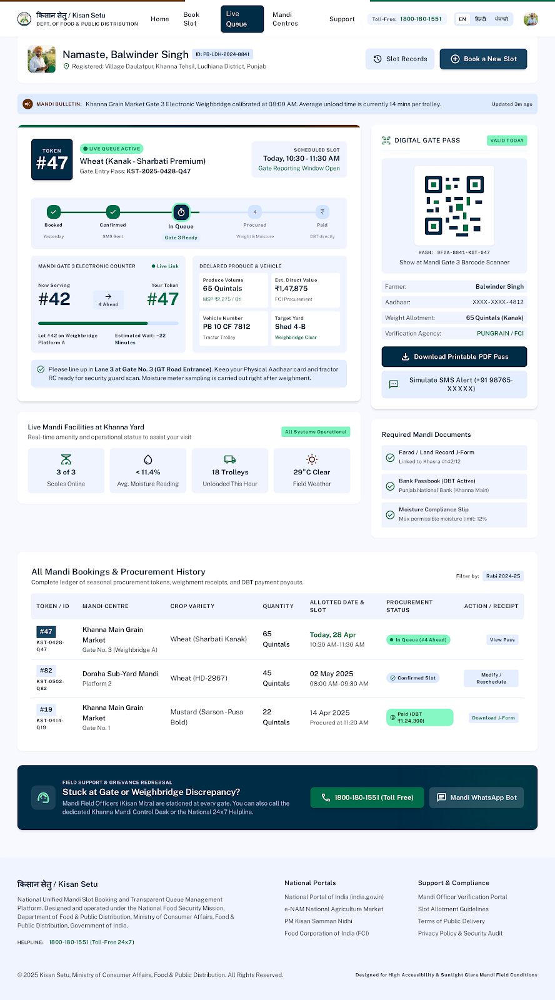 किसान सेतु / Kisan Setu
DEPT. OF FOOD & PUBLIC DISTRIBUTION
Home
Book
Slot
Live
Queue
Mandi
Centres
Support
Toll-Free: 1800-180-1551
EN
हिन्दी
ਪੰਜਾਬੀ
Namaste, Balwinder Singh
ID: PB-LDH-2024-8841
Registered: Village Daulatpur, Khanna Tehsil, Ludhiana District, Punjab
Slot Records
Book a New Slot
MANDI BULLETIN: Khanna Grain Market Gate 3 Electronic Weighbridge calibrated at 08:00 AM. Average unload time is currently 14 mins per trolley.
Updated 3m ago
TOKEN
#47
LIVE QUEUE ACTIVE
Wheat (Kanak - Sharbati Premium)
Gate Entry Pass: KST-2025-0428-Q47
SCHEDULED SLOT
Today, 10:30 - 11:30 AM
Gate Reporting Window Open
Booked
Yesterday
Confirmed
SMS Sent
In Queue
Gate 3 Ready
4
Procured
Weight & Moisture
₹
Paid
DBT directly
MANDI GATE 3 ELECTRONIC COUNTER
Live Link
Now Serving
#42
4 Ahead
Your Token
#47
Lot #42 on Weighbridge
Platform A
Estimated Wait: ~22
Minutes
DECLARED PRODUCE & VEHICLE
Produce Volume
65 Quintals
MSP ₹2,275 / Qtl
Est. Direct Value
₹1,47,875
FCI Procurement
Vehicle Number
PB 10 CF 7812
Tractor Trolley
Target Yard
Shed 4-B
Weighbridge Clear
Please line up in Lane 3 at Gate No. 3 (GT Road Entrance). Keep your Physical Aadhaar card and tractor
RC ready for security guard scan. Moisture meter sampling is carried out right after weighment.
DIGITAL GATE PASS
VALID TODAY
HASH: 9F2A-8841-KST-047
Show at Mandi Gate 3 Barcode Scanner
Farmer: Balwinder Singh
Aadhaar: XXXX-XXXX-4812
Weight Allotment: 65 Quintals (Kanak)
Verification Agency: PUNGRAIN / FCI
Download Printable PDF Pass
Simulate SMS Alert (+91 98765-
XXXXX)
Live Mandi Facilities at Khanna Yard
Real-time amenity and operational status to assist your visit
All Systems Operational
3 of 3
Scales Online
< 11.4%
Avg. Moisture Reading
18 Trolleys
Unloaded This Hour
29°C Clear
Field Weather
Required Mandi Documents
Farad / Land Record J-Form
Linked to Khasra #142/12
Bank Passbook (DBT Active)
Punjab National Bank (Khanna Main)
Moisture Compliance Slip
Max permissible moisture limit: 12%
All Mandi Bookings & Procurement History
Complete ledger of seasonal procurement tokens, weighment receipts, and DBT payment payouts.
Filter by: Rabi 2024-25
TOKEN / ID
MANDI CENTRE
CROP VARIETY
QUANTITY
ALLOTTED DATE &
SLOT
PROCUREMENT
STATUS
ACTION / RECEIPT
#47
KST-0428-
Q47
Khanna Main Grain
Market
Gate No. 3 (Weighbridge A)
Wheat (Sharbati Kanak)
65
Quintals
Today, 28 Apr
10:30 AM-11:30 AM
In Queue (#4 Ahead)
View Pass
#82
KST-0502-
Q82
Doraha Sub-Yard Mandi
Platform 2
Wheat (HD-2967)
45
Quintals
02 May 2025
08:00 AM-09:30 AM
Confirmed Slot
Modify /
Reschedule
#19
KST-0414-
Q19
Khanna Main Grain
Market
Gate No. 1
Mustard (Sarson - Pusa
Bold)
22
Quintals
14 Apr 2025
Procured at 11:20 AM
Paid (DBT
₹1,24,300)
Download J-Form
FIELD SUPPORT & GRIEVANCE REDRESSAL
Stuck at Gate or Weighbridge Discrepancy?
Mandi Field Officers (Kisan Mitra) are stationed at every gate. You can also call the
dedicated Khanna Mandi Control Desk or the National 24x7 Helpline.
1800-180-1551 (Toll Free)
Mandi WhatsApp Bot
किसान सेतु / Kisan Setu
National Unified Mandi Slot Booking and Transparent Queue Management
Platform. Designed and operated under the National Food Security Mission,
Department of Food & Public Distribution, Ministry of Consumer Affairs, Food &
Public Distribution, Government of India.
HELPLINE: 1800-180-1551 (Toll-Free 24x7)
National Portals
National Portal of India (india.gov.in)
e-NAM National Agriculture Market
PM Kisan Samman Nidhi
Food Corporation of India (FCI)
Support & Compliance
Mandi Officer Verification Portal
Slot Allotment Guidelines
Terms of Public Delivery
Privacy Policy & Security Audit
© 2025 Kisan Setu, Ministry of Consumer Affairs, Food & Public Distribution. All Rights Reserved.
Designed for High Accessibility & Sunlight Glare Mandi Field Conditions